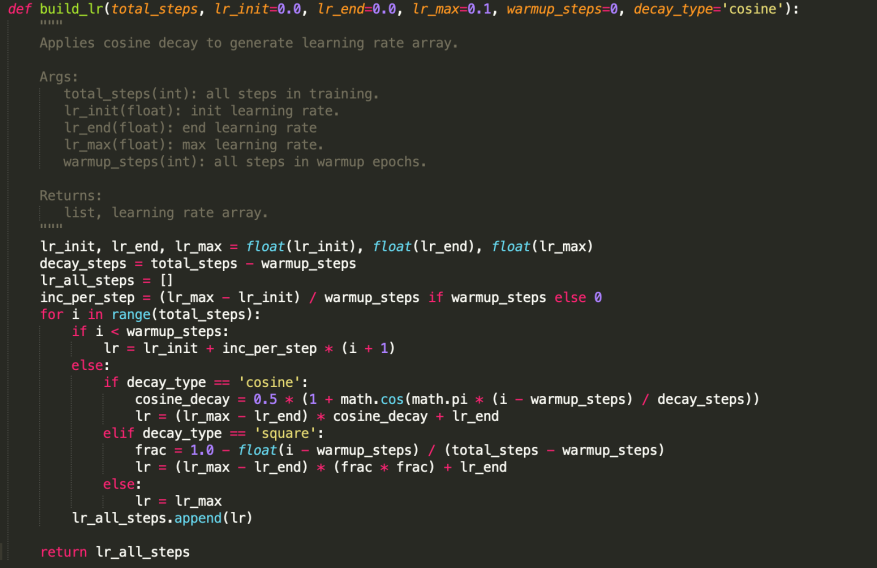 def build_lr(total_steps, lr_init=0.0, lr_end=0.0, lr_max=0.1, warmup_steps=0, decay_type='cosine'):
    """
    Applies cosine decay to generate learning rate array.

    Args:
        total_steps(int): all steps in training.
        lr_init(float): init learning rate.
        lr_end(float): end learning rate
        lr_max(float): max learning rate.
        warmup_steps(int): all steps in warmup epochs.

    Returns:
        list, learning rate array.
    """
    lr_init, lr_end, lr_max = float(lr_init), float(lr_end), float(lr_max)
    decay_steps = total_steps - warmup_steps
    lr_all_steps = []
    inc_per_step = (lr_max - lr_init) / warmup_steps if warmup_steps else 0
    for i in range(total_steps):
        if i < warmup_steps:
            lr = lr_init + inc_per_step * (i + 1)
        else:
            if decay_type == 'cosine':
                cosine_decay = 0.5 * (1 + math.cos(math.pi * (i - warmup_steps) / decay_steps))
                lr = (lr_max - lr_end) * cosine_decay + lr_end
            elif decay_type == 'square':
                frac = 1.0 - float(i - warmup_steps) / (total_steps - warmup_steps)
                lr = (lr_max - lr_end) * (frac * frac) + lr_end
            else:
                lr = lr_max
        lr_all_steps.append(lr)

    return lr_all_steps